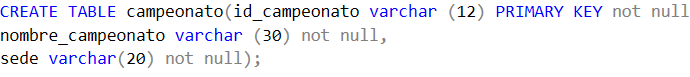 CREATE TABLE campeonato(id_campeonato varchar (12) PRIMARY KEY not null
nombre_campeonato varchar (30) not null,
sede varchar(20) not null);